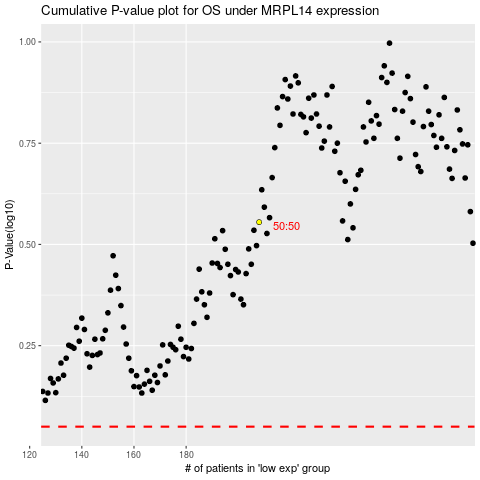 Cumulative P-value plot for OS under MRPL14 expression
1.00
0.75
0.50
0.25
P-Value(log10)
50:50
120 140 160 180
# of patients in 'low exp' group